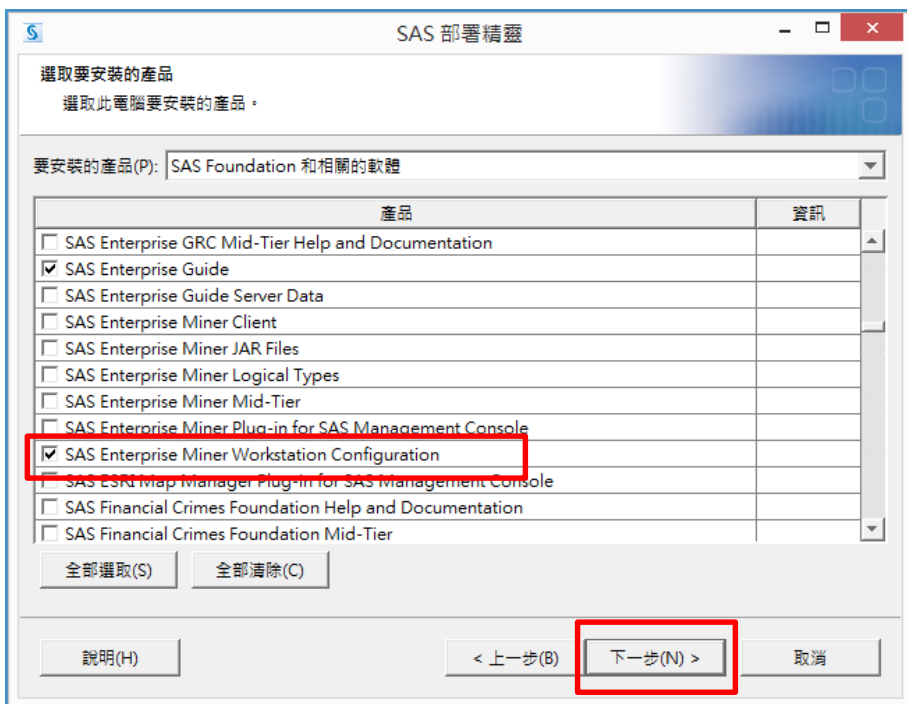 SAS 部署精靈
選取要安裝的產品
選取此電腦要安裝的產品。
要安裝的產品(P): SAS Foundation 和相關的軟體
產品 資訊
SAS Enterprise GRC Mid-Tier Help and Documentation
SAS Enterprise Guide
SAS Enterprise Guide Server Data
SAS Enterprise Miner Client
SAS Enterprise Miner JAR Files
SAS Enterprise Miner Logical Types
SAS Enterprise Miner Mid-Tier
SAS Enterprise Miner Plug-in for SAS Management Console
SAS Enterprise Miner Workstation Configuration
SAS ESRI Map Manager Plug-in for SAS Management Console
SAS Financial Crimes Foundation Help and Documentation
SAS Financial Crimes Foundation Mid-Tier
全部選取(S) 全部清除(C)
說明(H) < 上一步(B) 下一步(N) > 取消